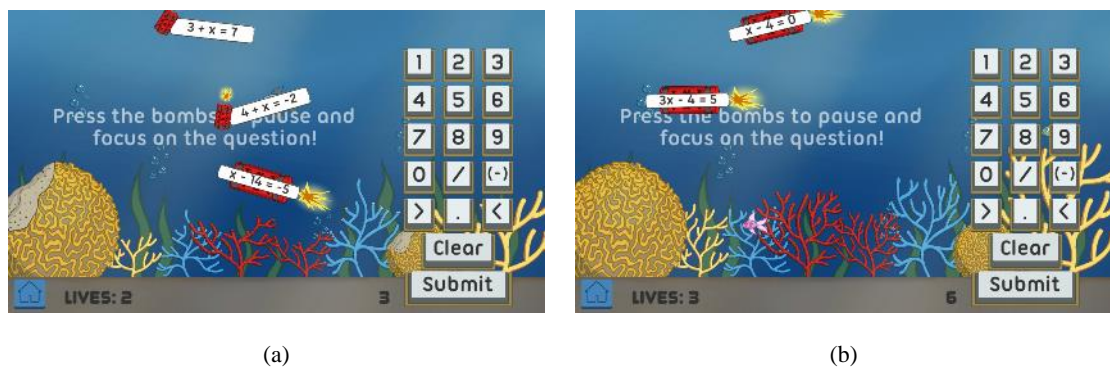 3 + x = 7
4 + x = -2
Press the bombs to pause and
focus on the question!
x - 14 = -5
1 2 3
4 5 6
7 8 9
0 / (-)
> . <
Clear
Submit
LIVES: 2
3
(a)
x - 4 = 0
3x - 4 = 5
Press the bombs to pause and
focus on the question!
1 2 3
4 5 6
7 8 9
0 / (-)
> . <
Clear
Submit
LIVES: 3
6
(b)